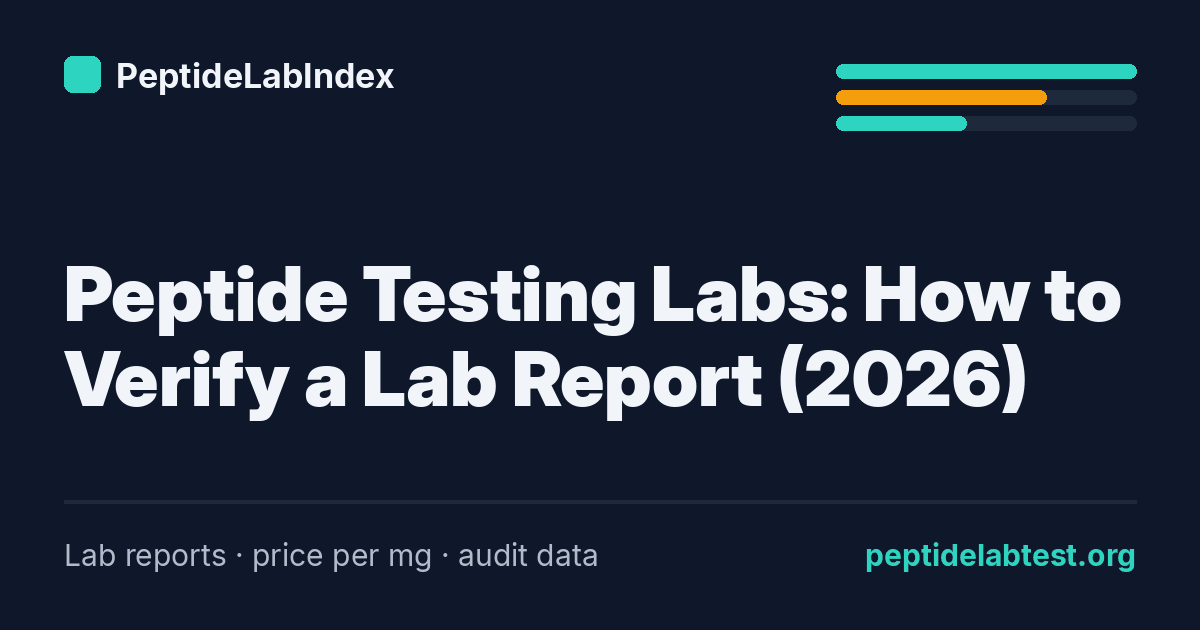 PeptideLabIndex
Peptide Testing Labs: How to
Verify a Lab Report (2026)
Lab reports · price per mg · audit data
peptidelabtest.org